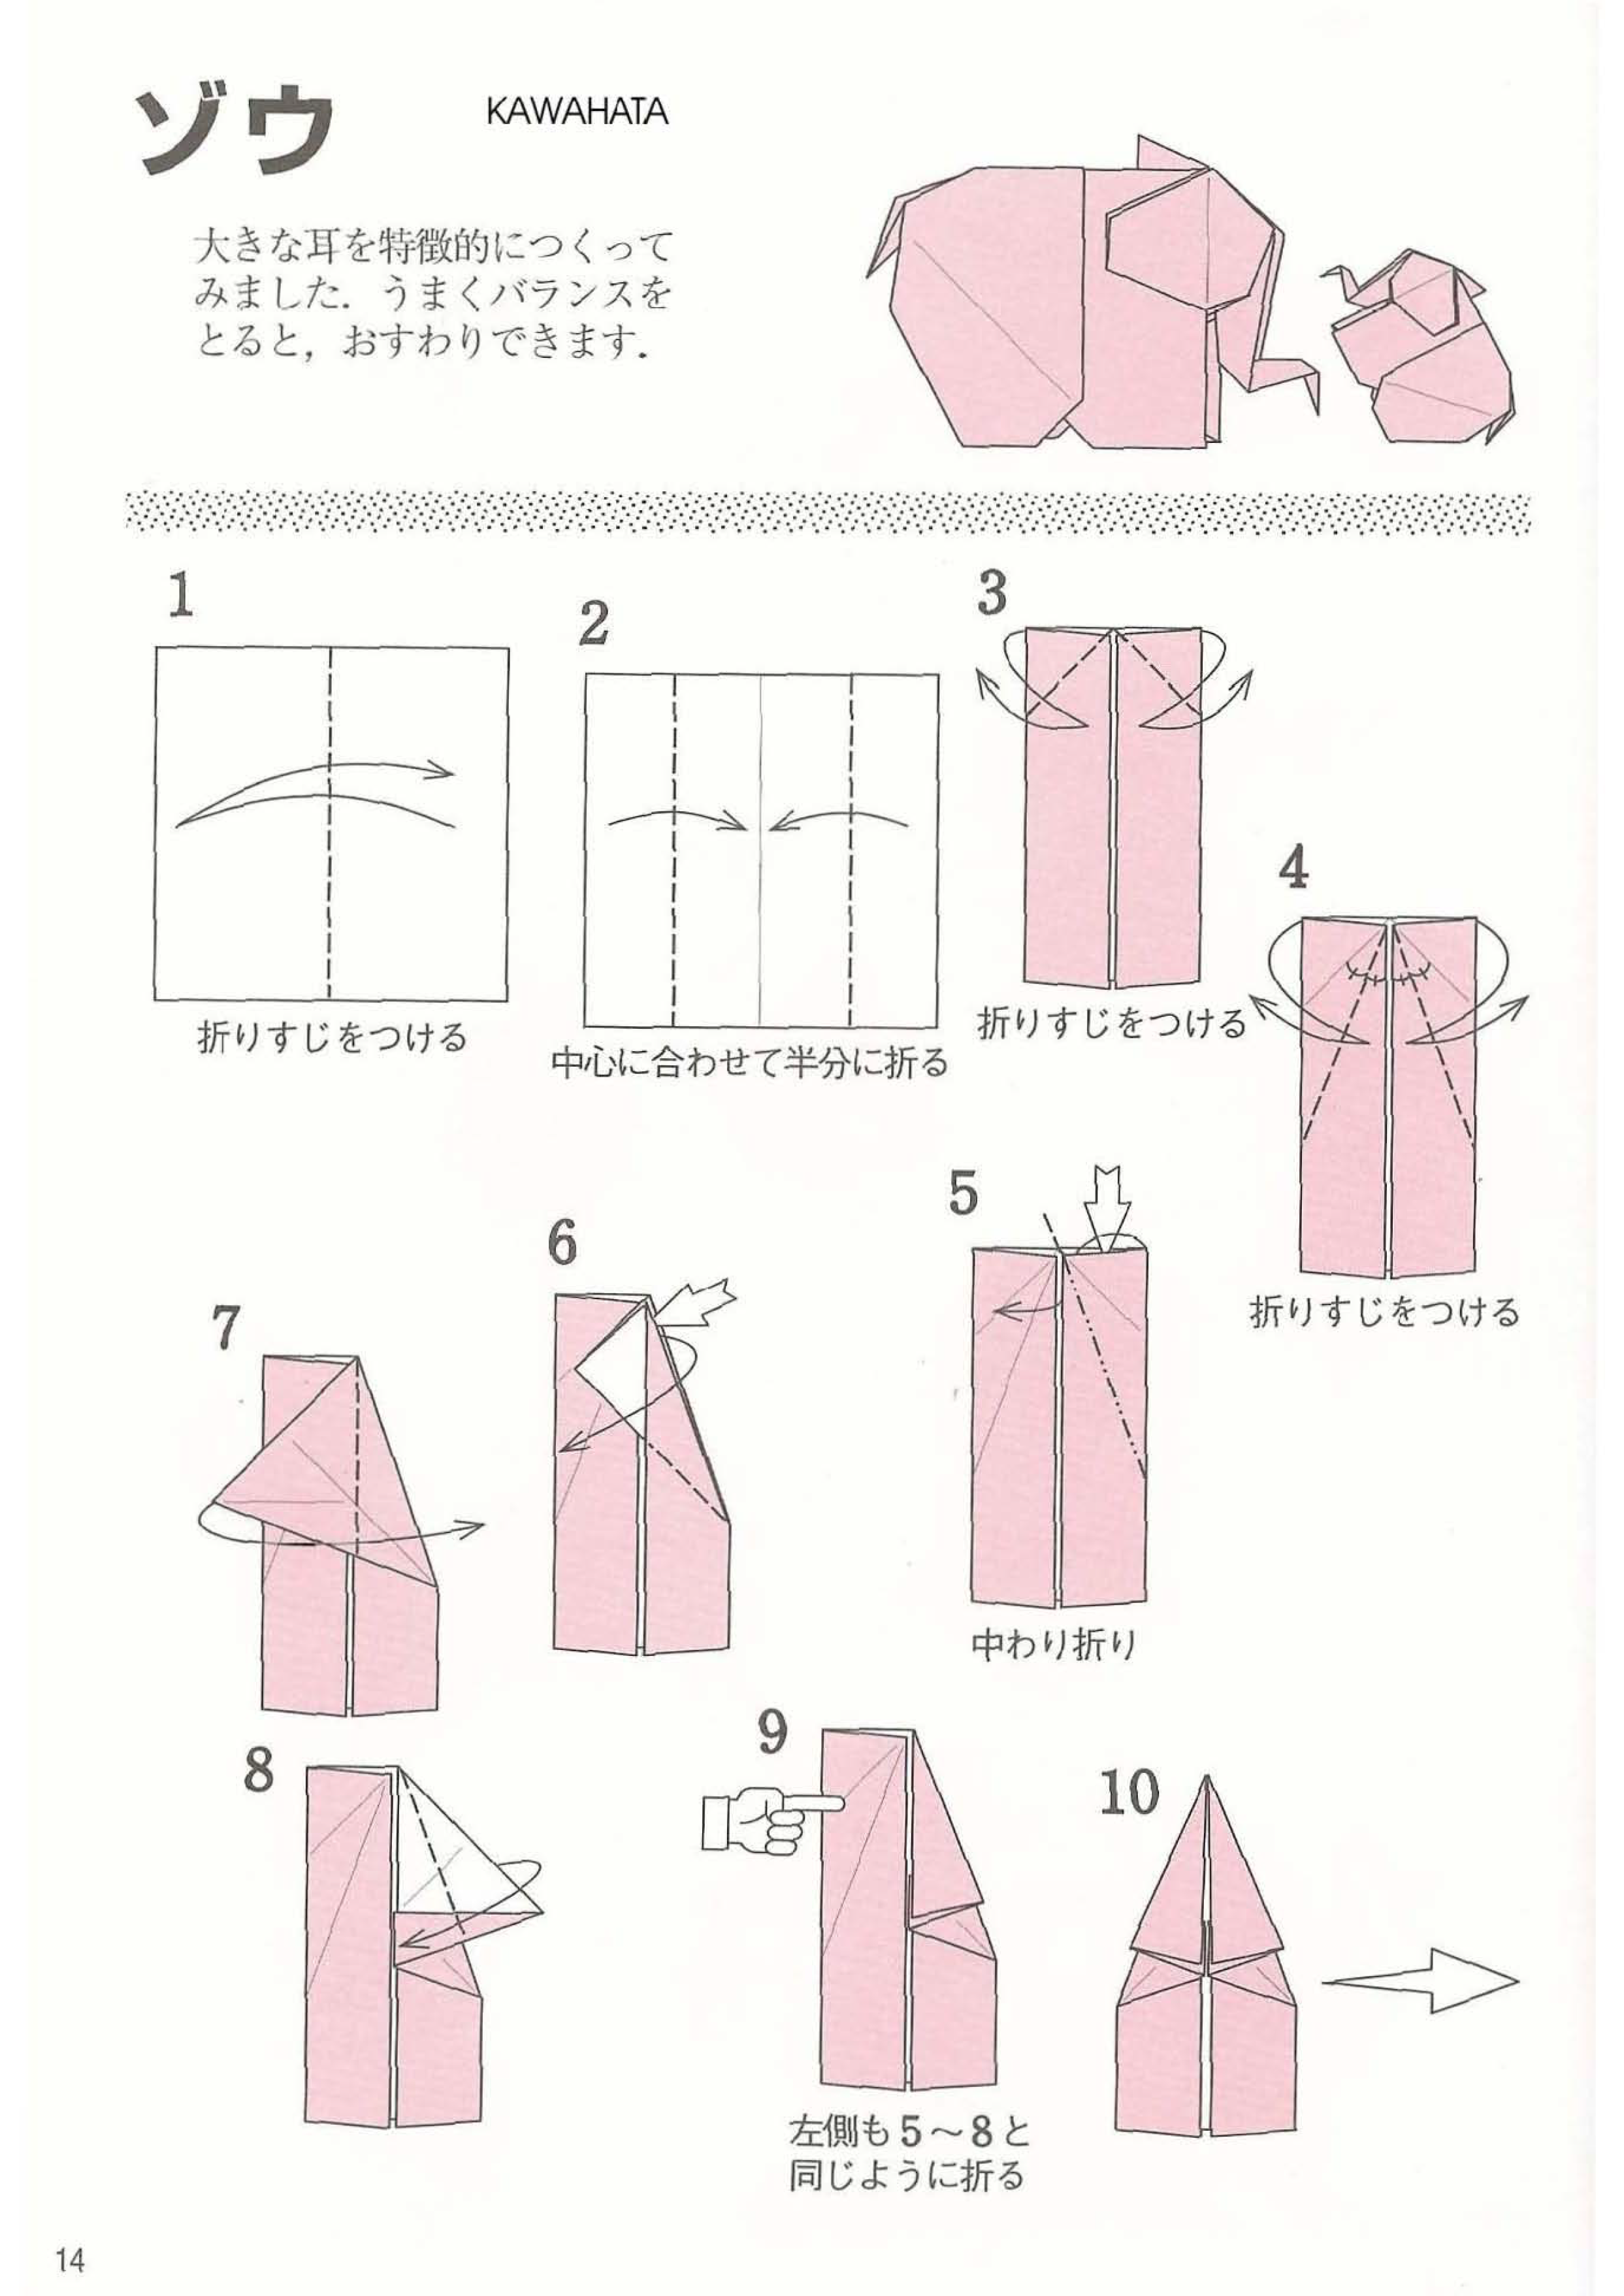 ゾウ
KAWAHATA
大きな耳を特徴的につくって
みました．うまくバランスを
とると，おすわりできます．
1
折りすじをつける
2
中心に合わせて半分に折る
3
折りすじをつける
4
折りすじをつける
5
中わり折り
6
7
8
9
左側も5〜8と
同じように折る
10
14